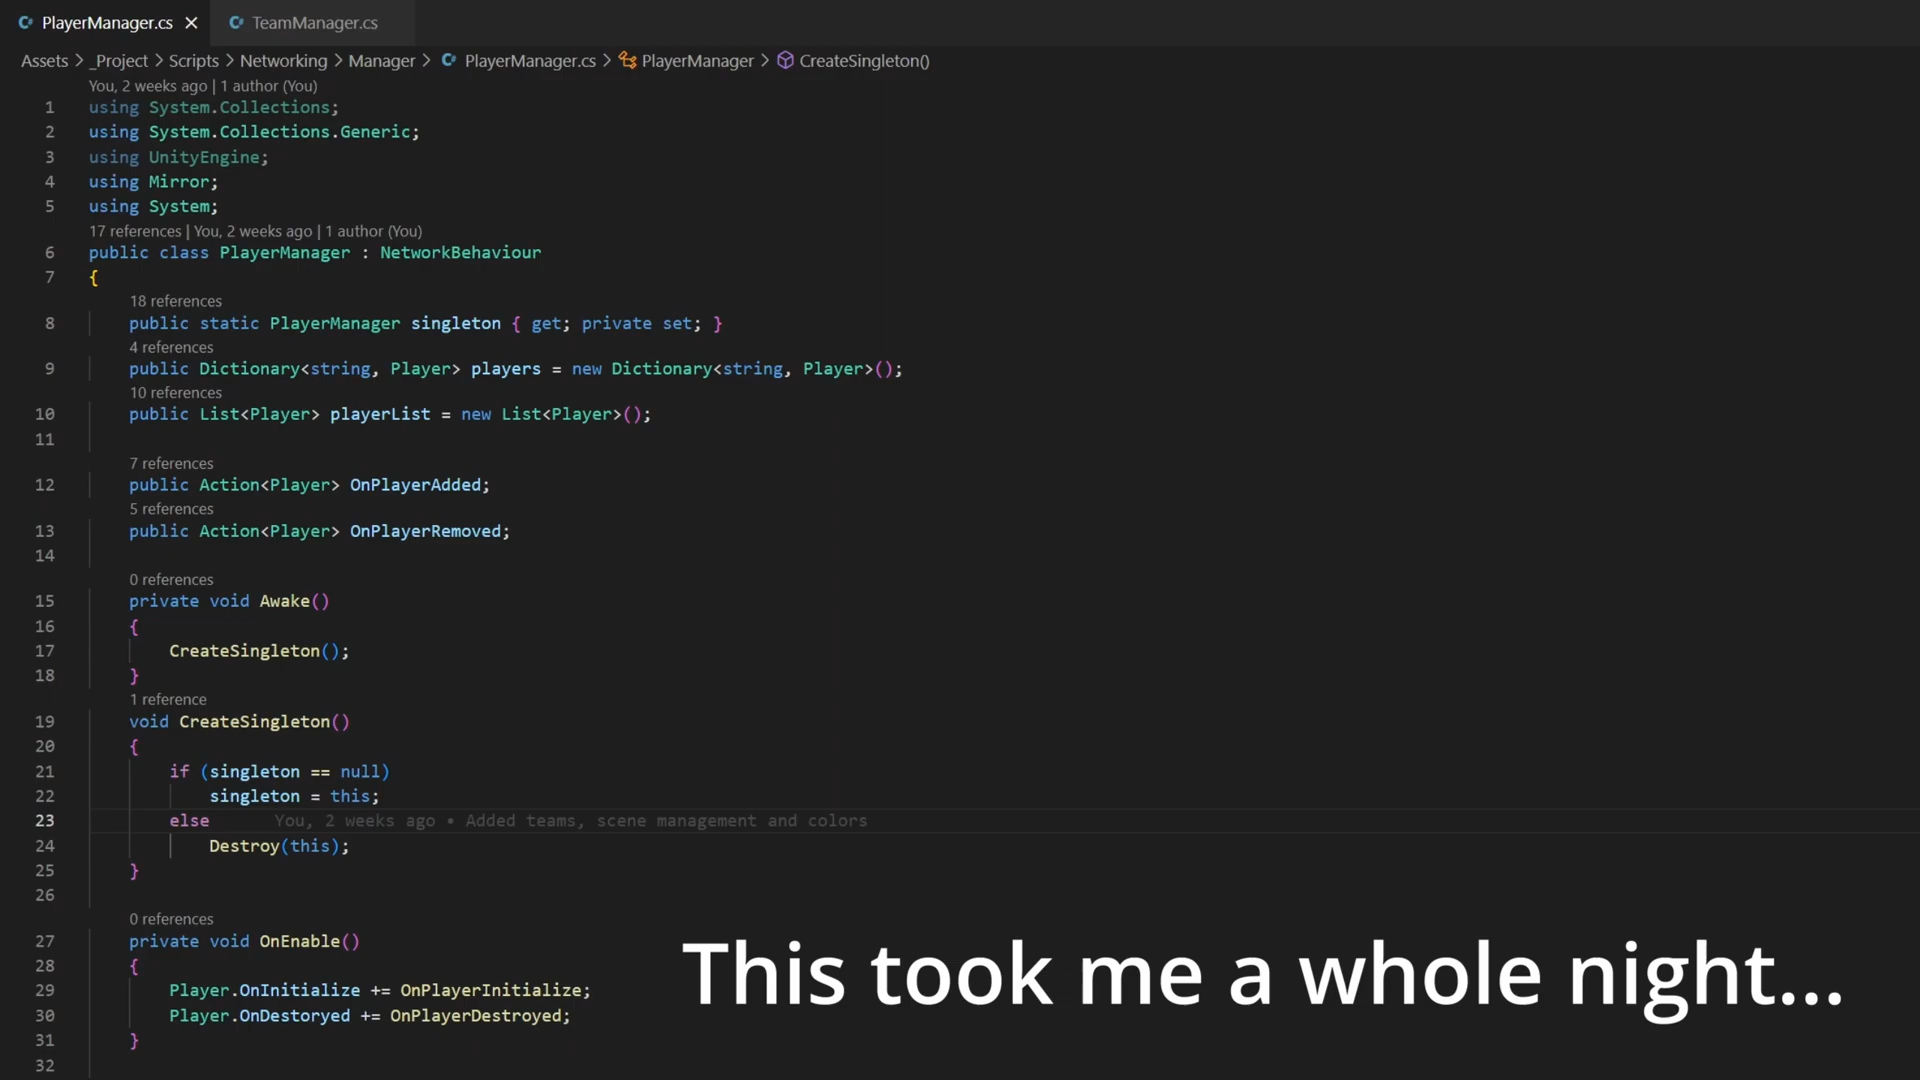 PlayerManager.cs
TeamManager.cs
Assets > _Project > Scripts > Networking > Manager > PlayerManager.cs > PlayerManager > CreateSingleton()
You, 2 weeks ago | 1 author (You)
1 using System.Collections;
2 using System.Collections.Generic;
3 using UnityEngine;
4 using Mirror;
5 using System;
17 references | You, 2 weeks ago | 1 author (You)
6 public class PlayerManager : NetworkBehaviour
7 {
18 references
8 public static PlayerManager singleton { get; private set; }
4 references
9 public Dictionary<string, Player> players = new Dictionary<string, Player>();
10 references
10 public List<Player> playerList = new List<Player>();
11
7 references
12 public Action<Player> OnPlayerAdded;
5 references
13 public Action<Player> OnPlayerRemoved;
14
0 references
15 private void Awake()
16 {
17 CreateSingleton();
18 }
1 reference
19 void CreateSingleton()
20 {
21 if (singleton == null)
22 singleton = this;
23 else You, 2 weeks ago • Added teams, scene management and colors
24 Destroy(this);
25 }
26
0 references
27 private void OnEnable()
28 {
29 Player.OnInitialize += OnPlayerInitialize;
30 Player.OnDestoryed += OnPlayerDestroyed;
31 }
32
This took me a whole night...